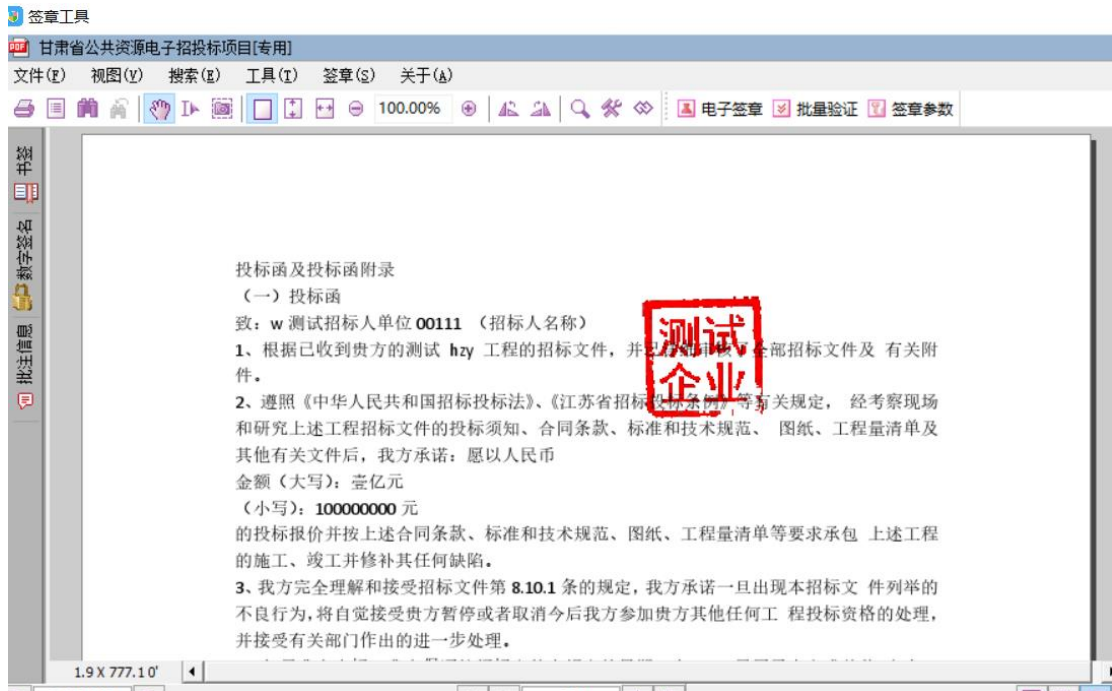 签章工具
甘肃省公共资源电子招投标项目[专用]
文件(F) 视图(V) 搜索(E) 工具(T) 签章(S) 关于(A)
100.00% 电子签章 批量验证 签章参数
书签
数字签名
批注信息
投标函及投标函附录
（一）投标函
致：w 测试招标人单位 00111 （招标人名称）
测试
企业
1、根据已收到贵方的测试 hzy 工程的招标文件，并已 审核了全部招标文件及 有关附
件。
2、遵照《中华人民共和国招标投标法》、《江苏省招标投标条例》等有关规定， 经考察现场
和研究上述工程招标文件的投标须知、合同条款、标准和技术规范、 图纸、工程量清单及
其他有关文件后，我方承诺：愿以人民币
金额（大写）：壹亿元
（小写）：100000000 元
的投标报价并按上述合同条款、标准和技术规范、图纸、工程量清单等要求承包 上述工程
的施工、竣工并修补其任何缺陷。
3、我方完全理解和接受招标文件第 8.10.1 条的规定，我方承诺一旦出现本招标文 件列举的
不良行为，将自觉接受贵方暂停或者取消今后我方参加贵方其他任何工 程投标资格的处理，
并接受有关部门作出的进一步处理。
1.9 X 777.10'